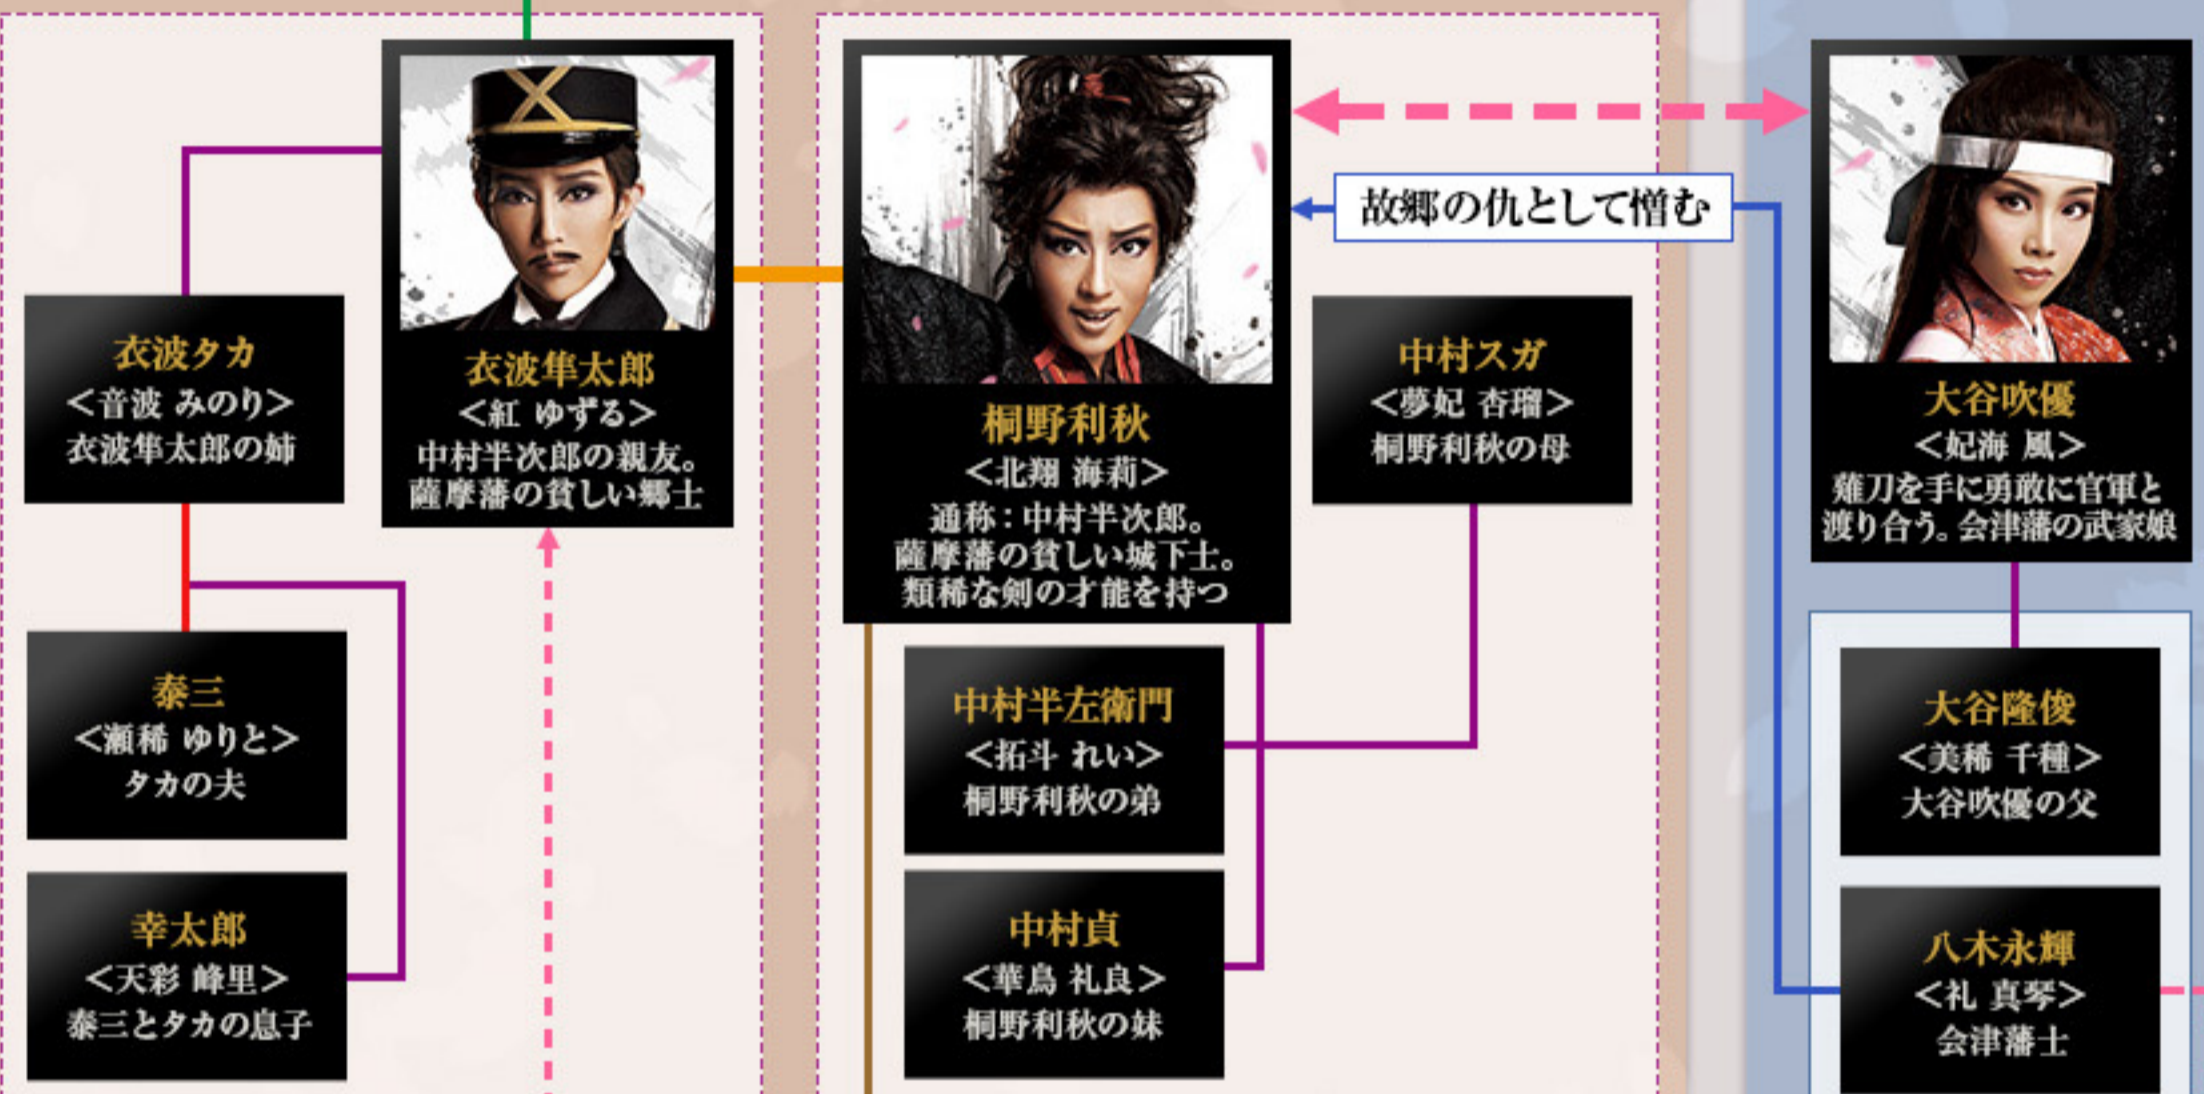 衣波タカ
<音波 みのり>
衣波隼太郎の姉
泰三
<瀬稀 ゆりと>
タカの夫
幸太郎
<天彩 峰里>
泰三とタカの息子
衣波隼太郎
<紅 ゆずる>
中村半次郎の親友。
薩摩藩の貧しい郷士
桐野利秋
<北翔 海莉>
通称：中村半次郎。
薩摩藩の貧しい城下士。
類稀な剣の才能を持つ
故郷の仇として憎む
中村スガ
<夢妃 杏瑠>
桐野利秋の母
中村半左衛門
<拓斗 れい>
桐野利秋の弟
中村貞
<華鳥 礼良>
桐野利秋の妹
大谷吹優
<妃海 風>
薙刀を手に勇敢に官軍と
渡り合う。会津藩の武家娘
大谷隆俊
<美稀 千種>
大谷吹優の父
八木永輝
<礼 真琴>
会津藩士